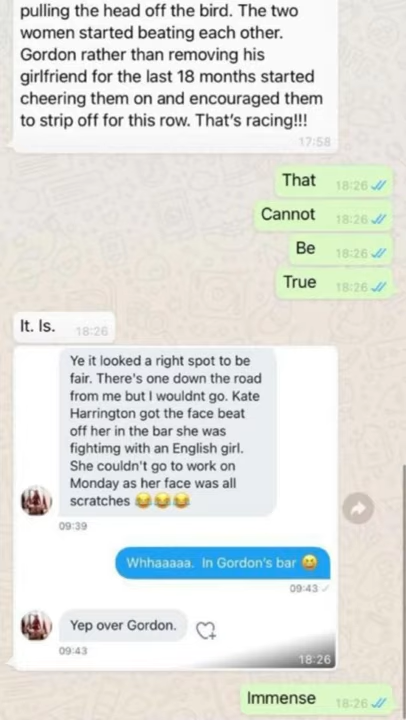 pulling the head off the bird. The two
women started beating each other.
Gordon rather than removing his
girlfriend for the last 18 months started
cheering them on and encouraged them
to strip off for this row. That's racing!!!
17:58
That 18:26
Cannot 18:26
Be 18:26
True 18:26
It. Is. 18:26
Ye it looked a right spot to be
fair. There's one down the road
from me but I wouldnt go. Kate
Harrington got the face beat
off her in the bar she was
fightimg with an English girl.
She couldn't go to work on
Monday as her face was all
scratches 😂😂😂
09:39
Whhaaaaa. In Gordon's bar 😄
09:43
Yep over Gordon.
09:43
18:26
Immense 18:26